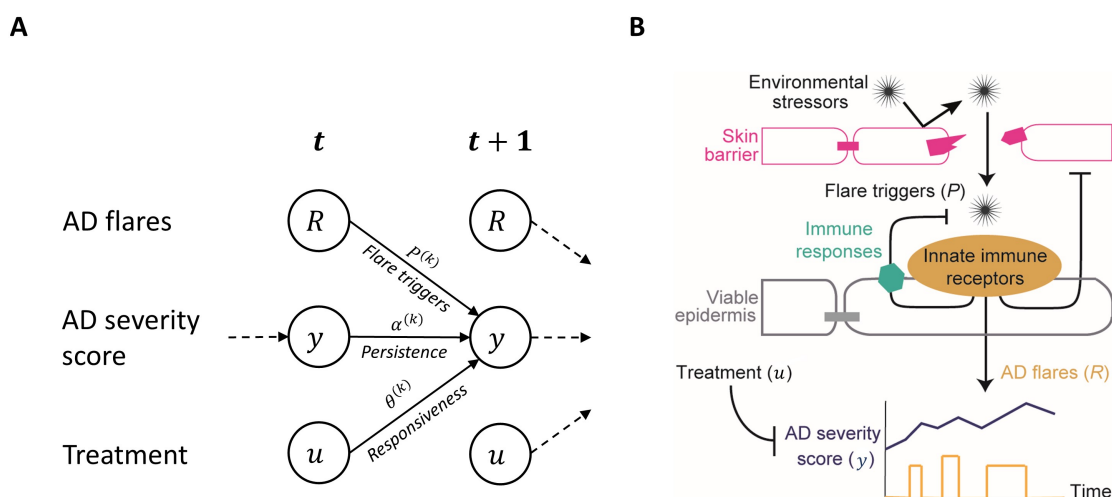 A
t
t + 1
AD flares
R
R
P(k)
Flare triggers
AD severity
score
y
α(k)
Persistence
y
θ(k)
Responsiveness
Treatment
u
u
B
Environmental
stressors
Skin
barrier
Flare triggers (P)
Immune
responses
Innate immune
receptors
Viable
epidermis
Treatment (u)
AD flares (R)
AD severity
score (y)
Time